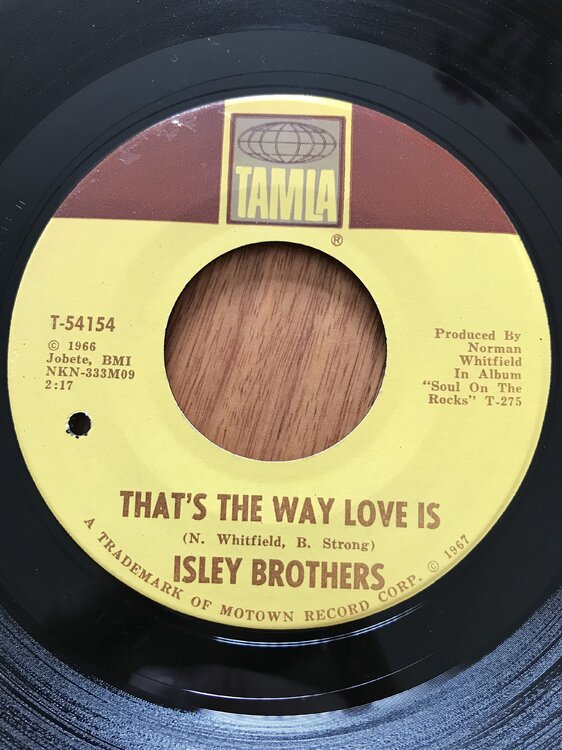 TAMLA
®
T-54154
© 1966
Jobete, BMI
NKN-333M09
2:17
Produced By
Norman
Whitfield
In Album
"Soul On The
Rocks" T-275
THAT'S THE WAY LOVE IS
(N. Whitfield, B. Strong)
ISLEY BROTHERS
A TRADEMARK OF MOTOWN RECORD CORP. © 1967